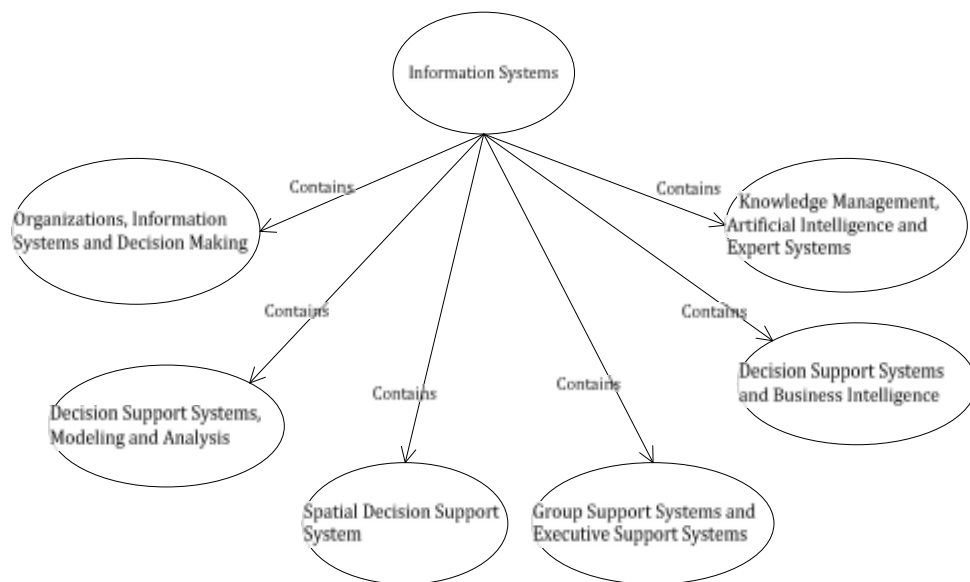 Information Systems
Contains
Contains
Organizations, Information
Systems and Decision Making
Knowledge Management,
Artificial Intelligence and
Expert Systems
Contains
Contains
Decision Support Systems,
Modeling and Analysis
Contains
Contains
Decision Support Systems
and Business Intelligence
Spatial Decision Support
System
Group Support Systems and
Executive Support Systems